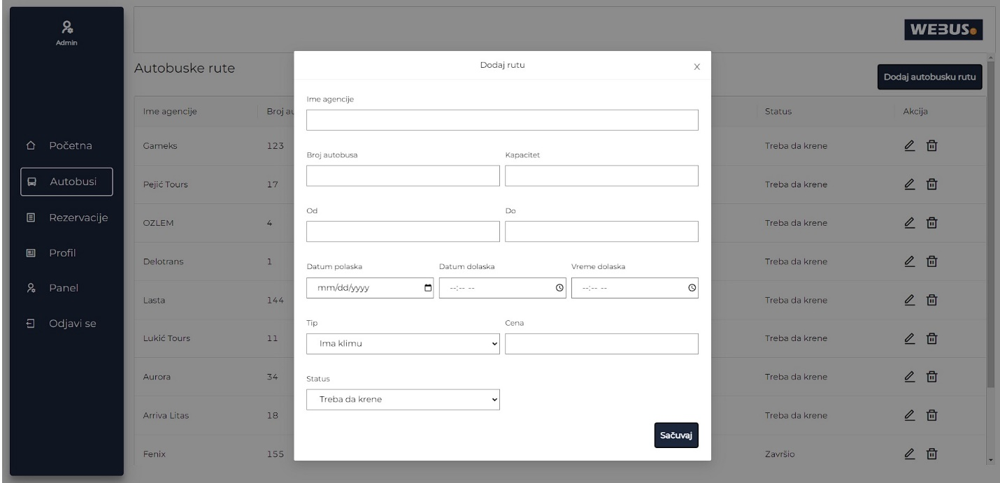 Admin
WEBUS
Početna
Autobusi
Rezervacije
Profil
Panel
Odjavi se
Autobuske rute
Dodaj autobusku rutu
Ime agencije Broj au Status Akcija
Gameks 123 Treba da krene
Pejić Tours 17 Treba da krene
OZLEM 4 Treba da krene
Delotrans 1 Treba da krene
Lasta 144 Treba da krene
Lukić Tours 11 Treba da krene
Aurora 34 Treba da krene
Arriva Litas 18 Treba da krene
Fenix 155 Završio
Dodaj rutu X
Ime agencije
Broj autobusa Kapacitet
Od Do
Datum polaska Datum dolaska Vreme dolaska
mm/dd/yyyy --:-- -- --:-- --
Tip Cena
Ima klimu
Status
Treba da krene
Sačuvaj